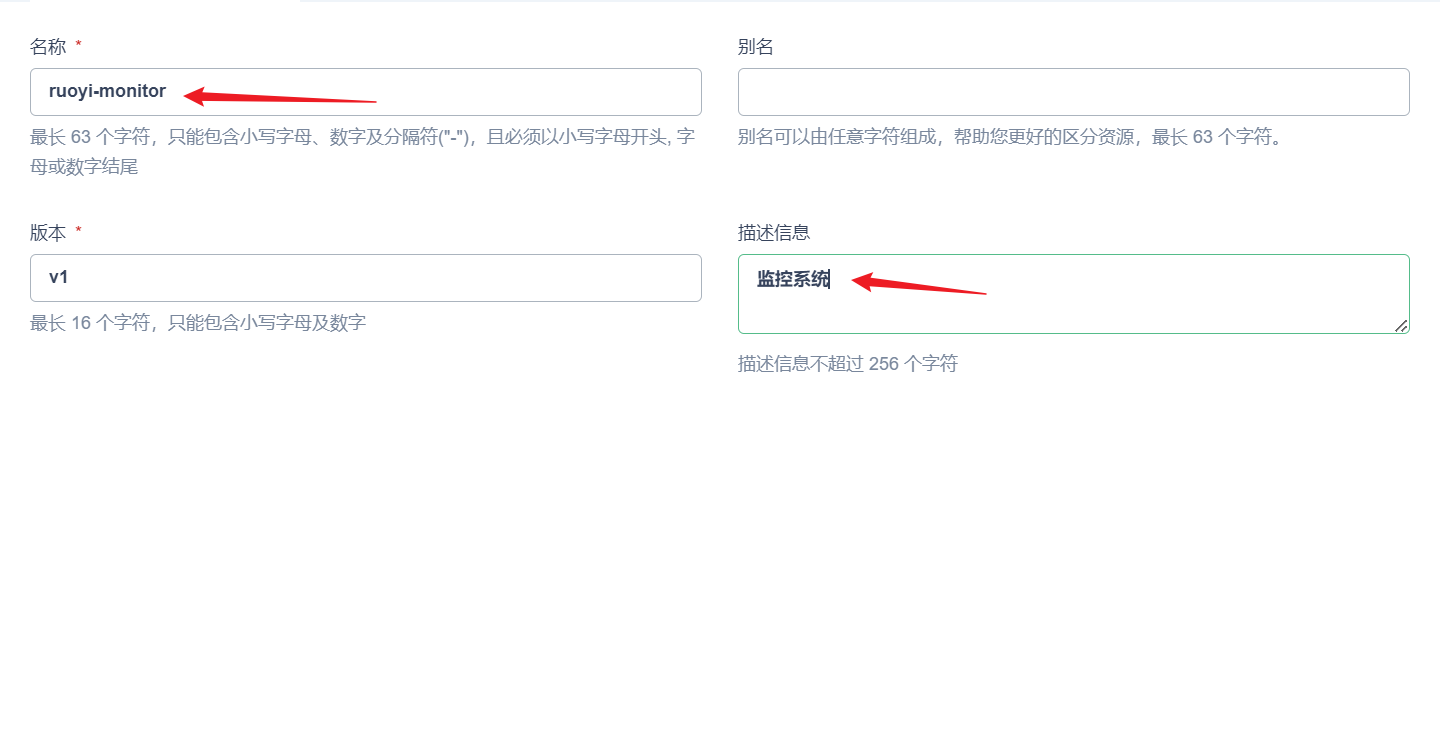 名称 *
ruoyi-monitor
最长 63 个字符，只能包含小写字母、数字及分隔符("-")，且必须以小写字母开头, 字
母或数字结尾
别名
别名可以由任意字符组成，帮助您更好的区分资源，最长 63 个字符。
版本 *
v1
最长 16 个字符，只能包含小写字母及数字
描述信息
监控系统
描述信息不超过 256 个字符